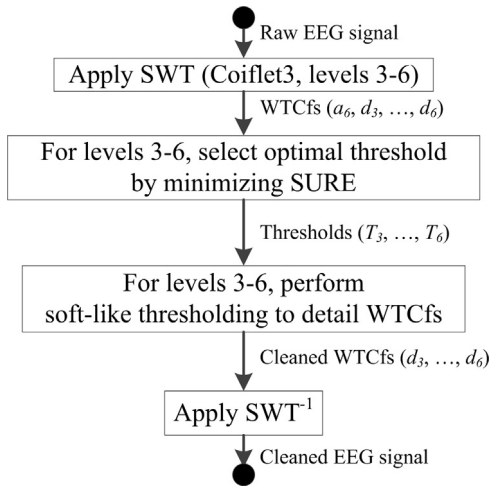 Raw EEG signal
Apply SWT (Coiflet3, levels 3-6)
WTCfs (a₆, d₃, ..., d₆)
For levels 3-6, select optimal threshold
by minimizing SURE
Thresholds (T₃, ..., T₆)
For levels 3-6, perform
soft-like thresholding to detail WTCfs
Cleaned WTCfs (d₃, ..., d₆)
Apply SWT⁻¹
Cleaned EEG signal